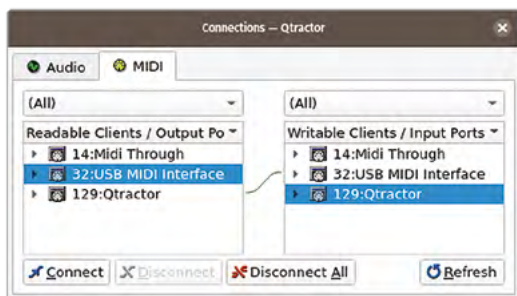 Connections — Qtractor
Audio MIDI
(All) (All)
Readable Clients / Output Po
14:Midi Through
32:USB MIDI Interface
129:Qtractor
Writable Clients / Input Ports
14:Midi Through
32:USB MIDI Interface
129:Qtractor
Connect Disconnect Disconnect All Refresh